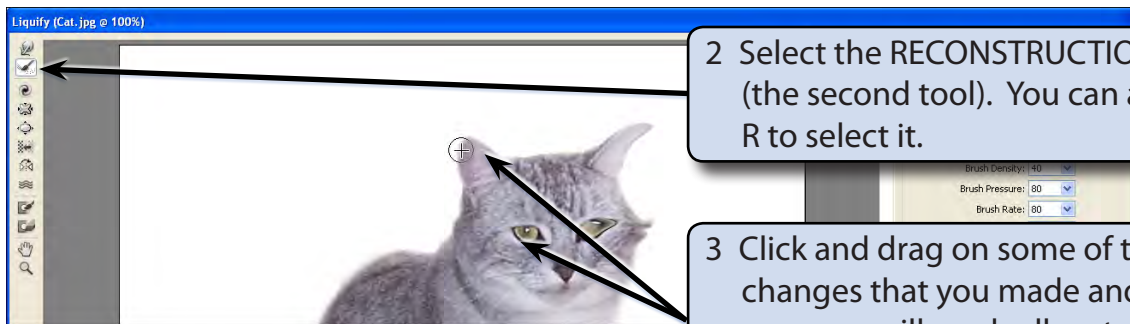 Liquify (Cat.jpg @ 100%)
2 Select the RECONSTRUCTIO
(the second tool). You can a
R to select it.
Brush Density: 40
Brush Pressure: 80
Brush Rate: 80
3 Click and drag on some of t
changes that you made and